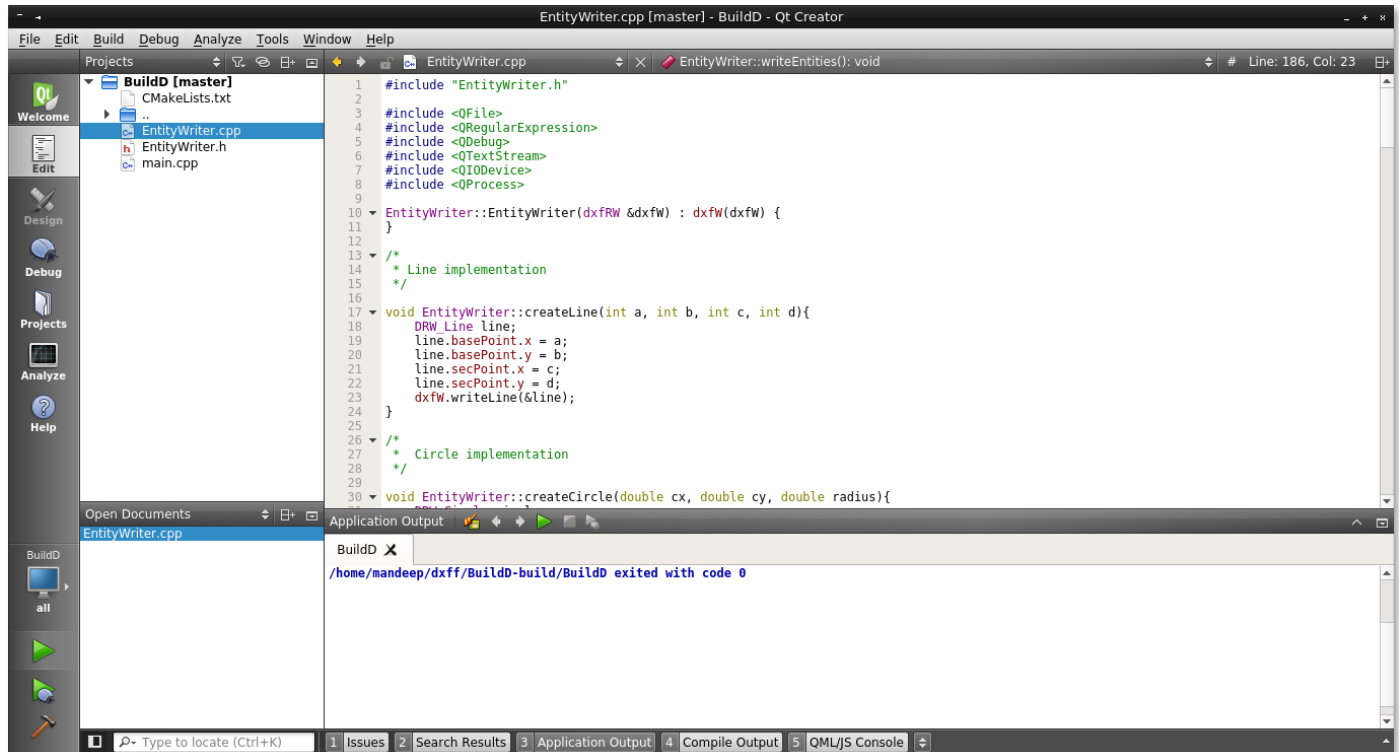 EntityWriter.cpp [master] - BuildD - Qt Creator
File Edit Build Debug Analyze Tools Window Help
Projects EntityWriter.cpp EntityWriter::writeEntities(): void # Line: 186, Col: 23
Welcome
Edit
Design
Debug
Projects
Analyze
Help
BuildD
all
BuildD [master]
CMakeLists.txt
..
EntityWriter.cpp
EntityWriter.h
main.cpp
Open Documents
EntityWriter.cpp
1 #include "EntityWriter.h"
2
3 #include <QFile>
4 #include <QRegularExpression>
5 #include <QDebug>
6 #include <QTextStream>
7 #include <QIODevice>
8 #include <QProcess>
9
10 EntityWriter::EntityWriter(dxfRW &dxfW) : dxfW(dxfW) {
11 }
12
13 /*
14 * Line implementation
15 */
16
17 void EntityWriter::createLine(int a, int b, int c, int d){
18 DRW_Line line;
19 line.basePoint.x = a;
20 line.basePoint.y = b;
21 line.secPoint.x = c;
22 line.secPoint.y = d;
23 dxfW.writeLine(&line);
24 }
25
26 /*
27 * Circle implementation
28 */
29
30 void EntityWriter::createCircle(double cx, double cy, double radius){
Application Output
BuildD
/home/mandeep/dxff/BuildD-build/BuildD exited with code 0
Type to locate (Ctrl+K) 1 Issues 2 Search Results 3 Application Output 4 Compile Output 5 QML/JS Console